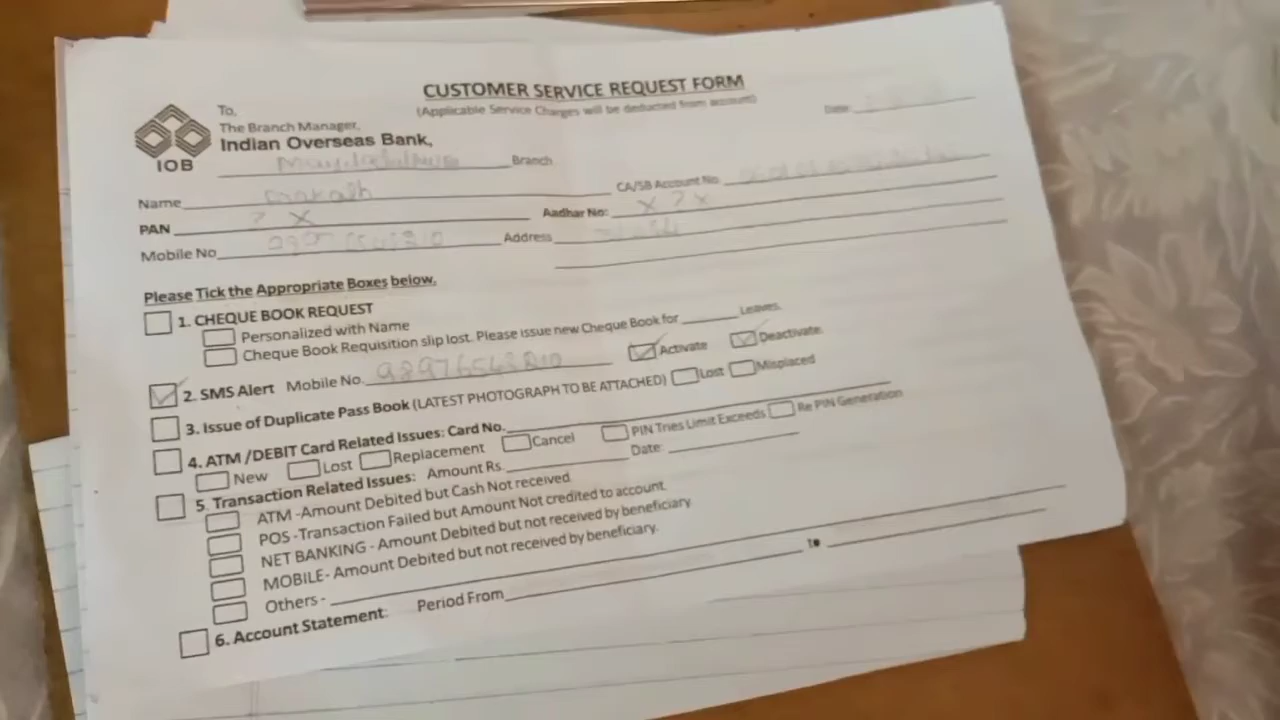 CUSTOMER SERVICE REQUEST FORM
(Applicable Service Charges will be deducted from account)
To,
Date:
The Branch Manager,
Indian Overseas Bank,
IOB
Branch
Name CA/SB Account No.
PAN ? X Aadhar No: X ? X
Mobile No Address
Please Tick the Appropriate Boxes below.
1. CHEQUE BOOK REQUEST
Personalized with Name
Cheque Book Requisition slip lost. Please issue new Cheque Book for Leaves.
2. SMS Alert Mobile No. Activate Deactivate.
3. Issue of Duplicate Pass Book (LATEST PHOTOGRAPH TO BE ATTACHED) Lost Misplaced
4. ATM /DEBIT Card Related Issues: Card No.
New Lost Replacement Cancel PIN Tries Limit Exceeds Re PIN Generation
5. Transaction Related Issues: Amount Rs. Date:
ATM -Amount Debited but Cash Not received
POS -Transaction Failed but Amount Not credited to account.
NET BANKING - Amount Debited but not received by beneficiary
MOBILE- Amount Debited but not received by beneficiary.
Others -
6. Account Statement: Period From To